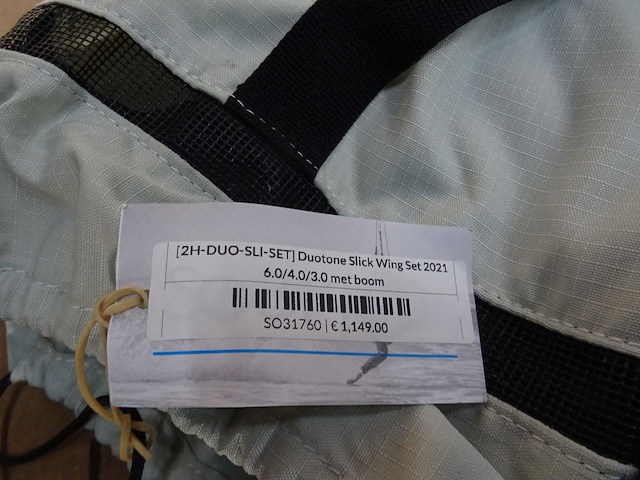 [2H-DUO-SLI-SET] Duotone Slick Wing Set 2021
6.0/4.0/3.0 met boom
SO31760 | € 1,149.00